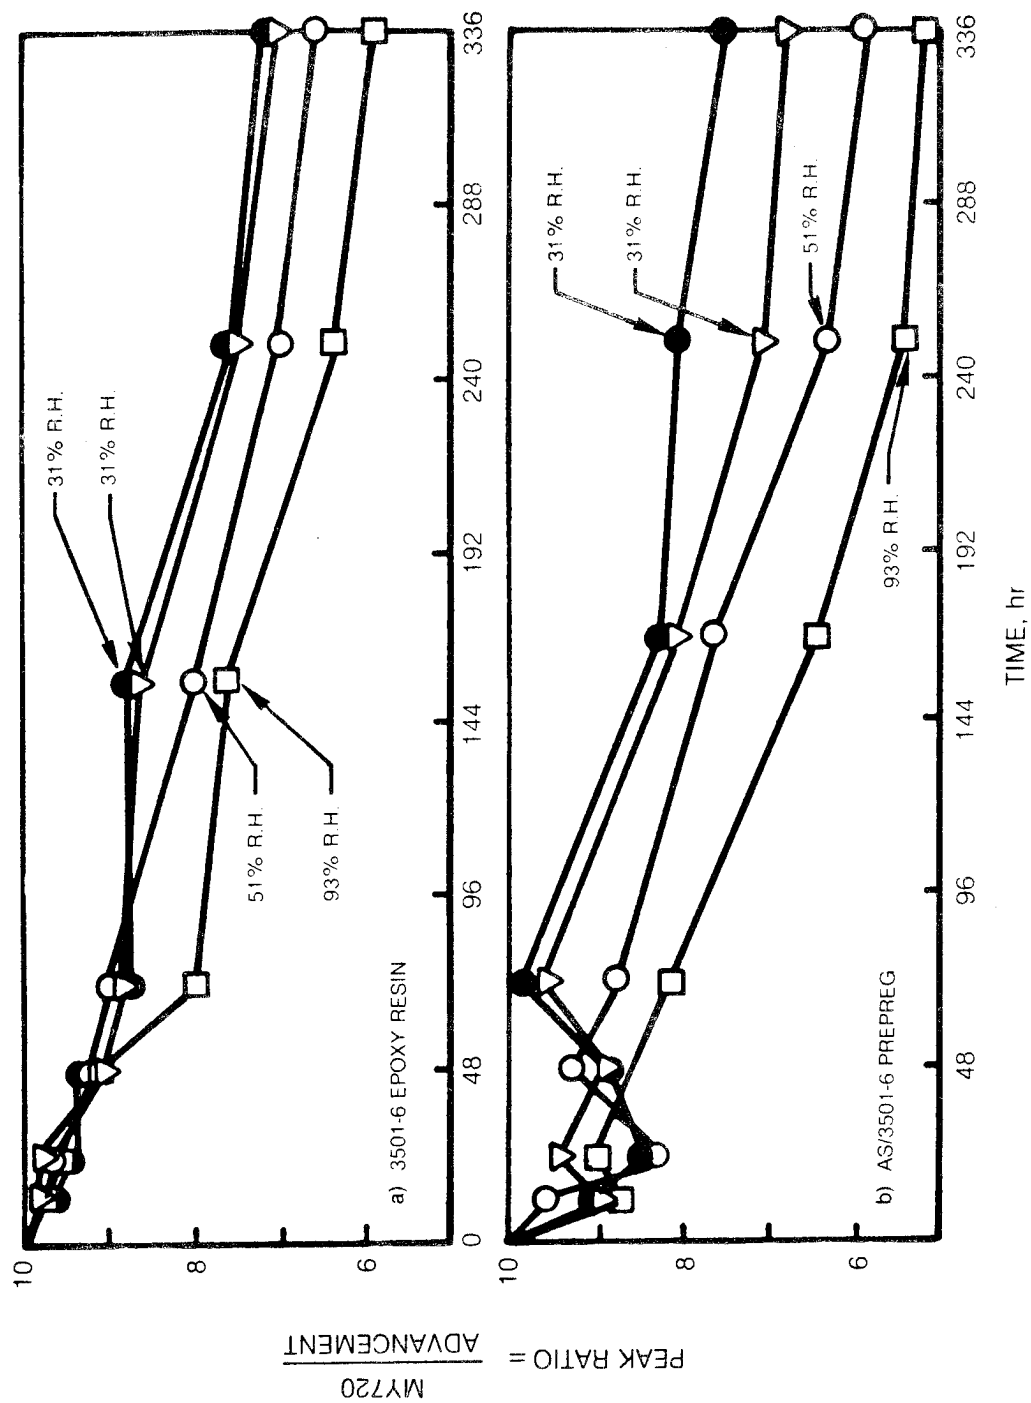 PEAK RATIO = MY720
ADVANCEMENT
10
8
6
31% R.H.
31% R.H.
51% R.H.
93% R.H.
a) 3501-6 EPOXY RESIN
0
48
96
144
192
240
288
336
10
8
6
31% R.H.
31% R.H.
51% R.H.
93% R.H.
b) AS/3501-6 PREPREG
48
96
144
192
240
288
336
TIME, hr